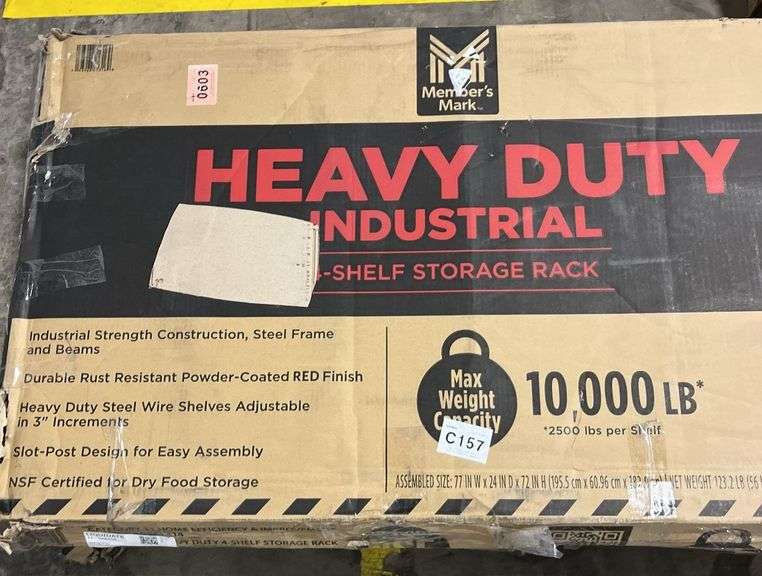 0603
Member's
Mark
HEAVY DUTY
INDUSTRIAL
4-SHELF STORAGE RACK
Industrial Strength Construction, Steel Frame
and Beams
Durable Rust Resistant Powder-Coated RED Finish
Heavy Duty Steel Wire Shelves Adjustable
in 3" Increments
Slot-Post Design for Easy Assembly
NSF Certified for Dry Food Storage
Max
Weight
Capacity
C157
10,000 LB*
*2500 lbs per Shelf
ASSEMBLED SIZE: 77 IN W x 24 IN D x 72 IN H (195.5 cm x 60.96 cm x NET WEIGHT 123.2 LB (56
DUTY 4-SHELF STORAGE RACK